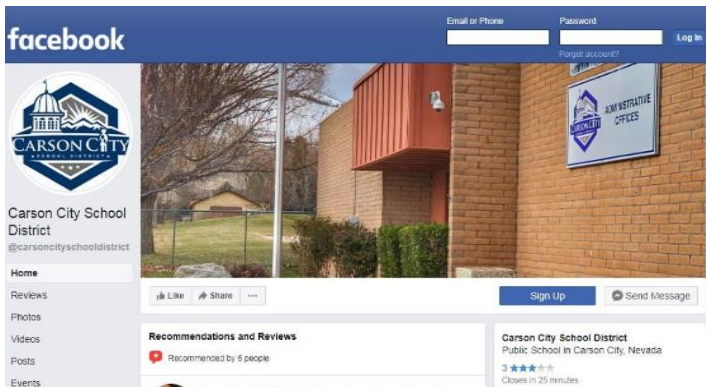 Email or Phone
Password
facebook
Log In
Forgot account?
CARSON CITY
SCHOOL DISTRICT
ADMINISTRATIVE
OFFICES
CARSON CITY
Carson City School
District
@carsoncityschooldistrict
Home
Reviews
Photos
Videos
Posts
Events
Like
Share
Sign Up
Send Message
Recommendations and Reviews
Recommended by 6 people
Carson City School District
Public School in Carson City, Nevada
3
Closes in 25 minutes